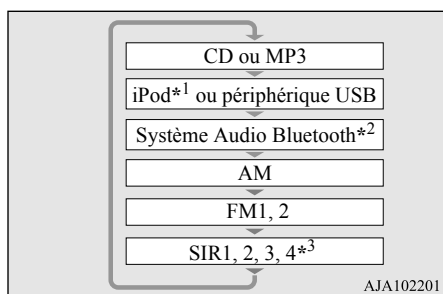 CD ou MP3
iPod*1 ou périphérique USB
Système Audio Bluetooth*2
AM
FM1, 2
SIR1, 2, 3, 4*3
AJA102201